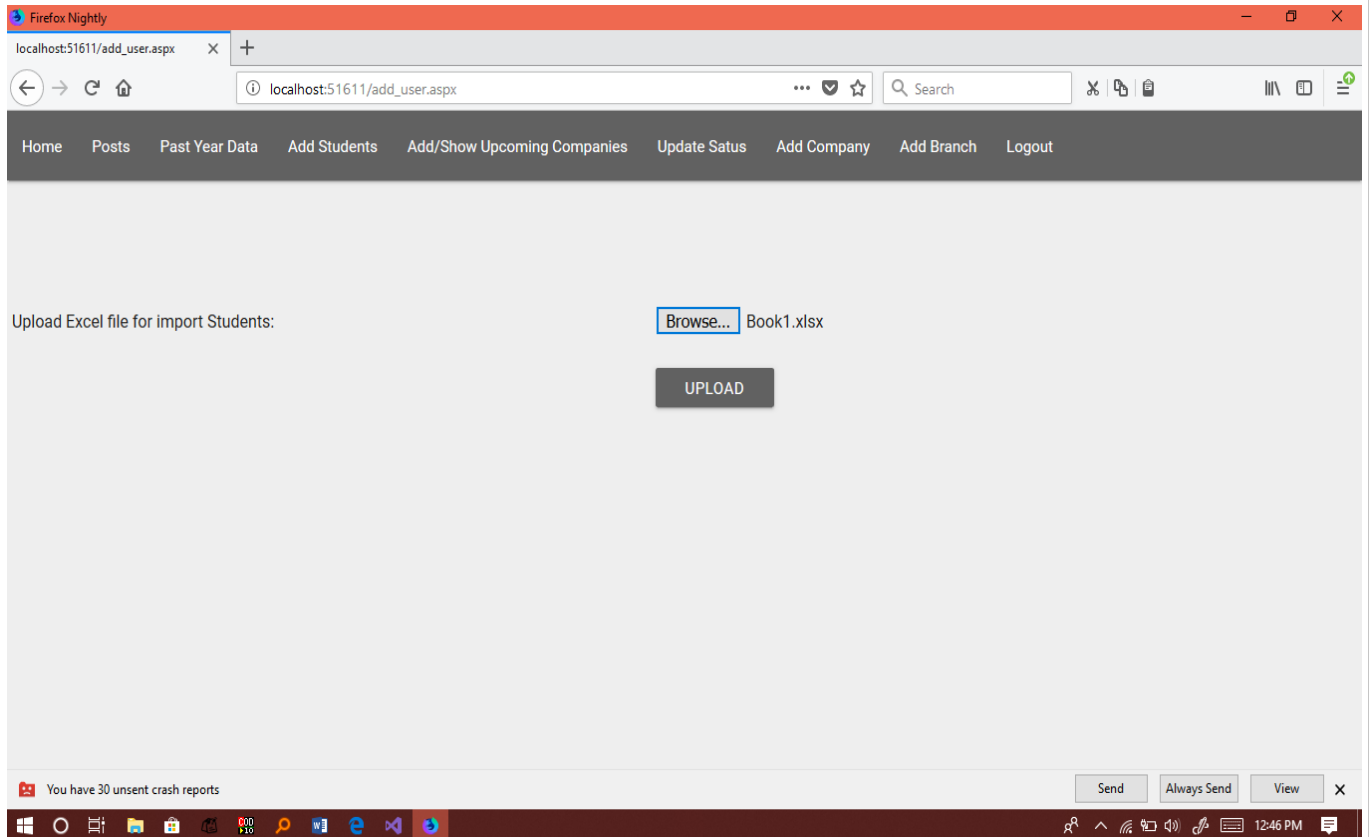 Firefox Nightly
localhost:51611/add_user.aspx
localhost:51611/add_user.aspx
Search
Home Posts Past Year Data Add Students Add/Show Upcoming Companies Update Satus Add Company Add Branch Logout
Upload Excel file for import Students: Browse... Book1.xlsx
UPLOAD
You have 30 unsent crash reports Send Always Send View
12:46 PM